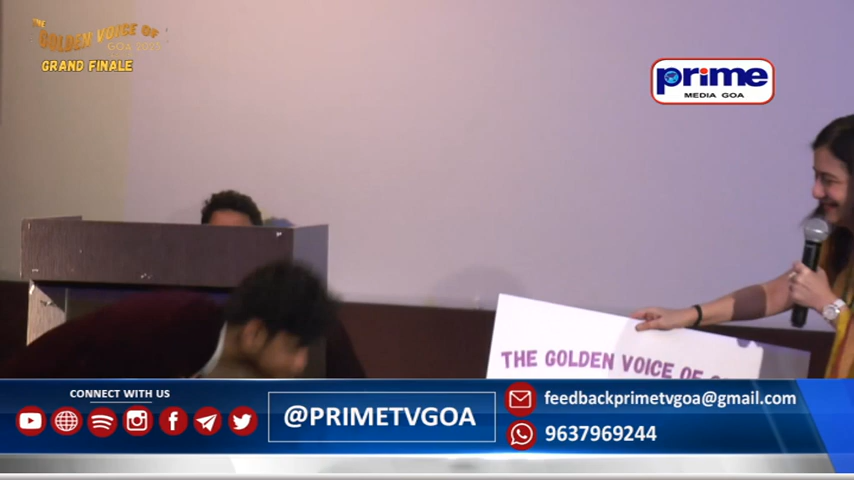 THE
GOLDEN VOICE OF
GOA 2024
GRAND FINALE
prime
MEDIA GOA
THE GOLDEN VOICE OF
CONNECT WITH US
@PRIMETVGOA
feedbackprimetvgoa@gmail.com
9637969244